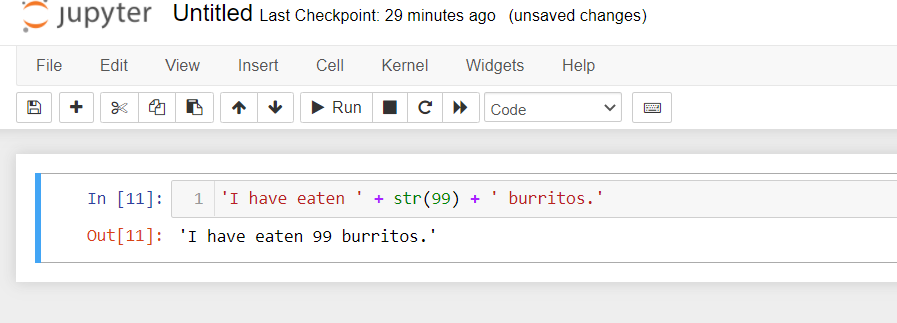 jupyter Untitled Last Checkpoint: 29 minutes ago (unsaved changes)
File Edit View Insert Cell Kernel Widgets Help
Run Code
In [11]: 1 'I have eaten ' + str(99) + ' burritos.'
Out[11]: 'I have eaten 99 burritos.'